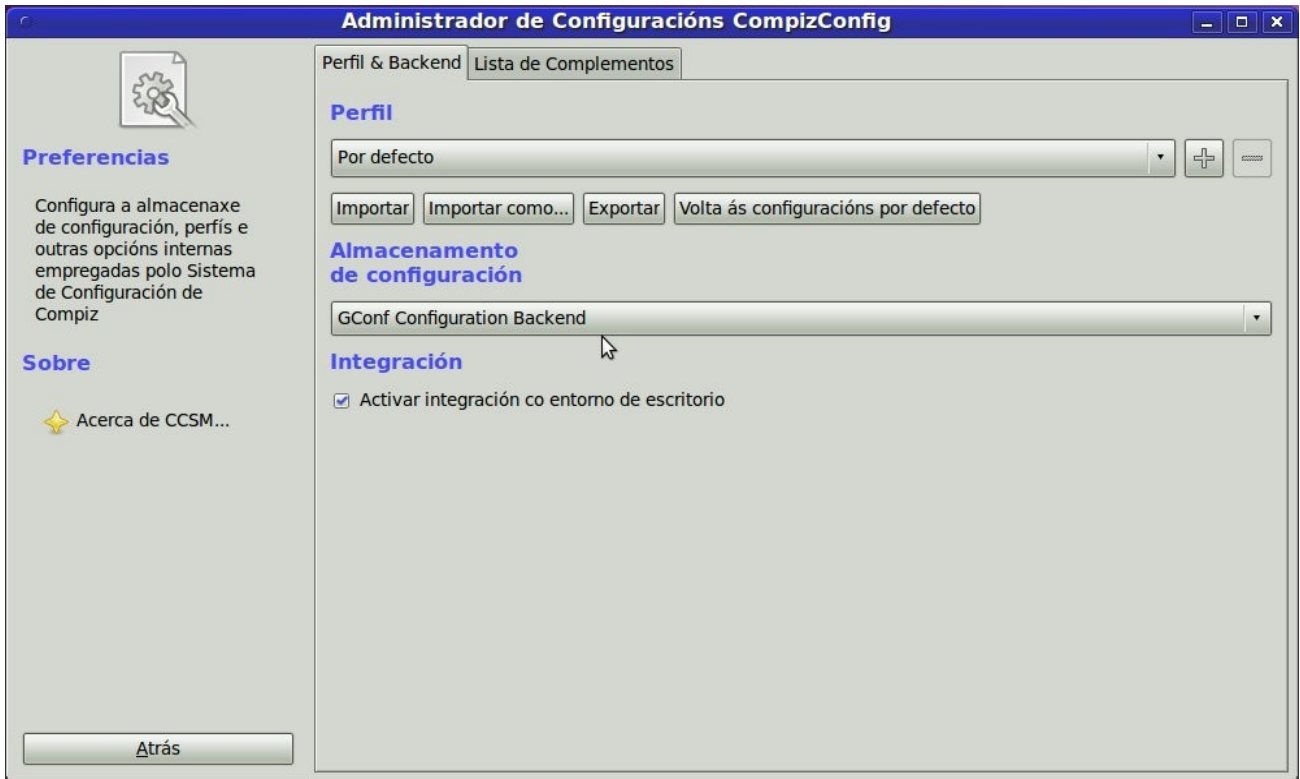 Administrador de Configuracións CompizConfig
Perfil & Backend
Lista de Complementos
Preferencias
Configura a almacenaxe
de configuración, perfís e
outras opcións internas
empregadas polo Sistema
de Configuración de
Compiz
Sobre
Acerca de CCSM...
Atrás
Perfil
Por defecto
Importar
Importar como...
Exportar
Volta ás configuracións por defecto
Almacenamento
de configuración
GConf Configuration Backend
Integración
Activar integración co entorno de escritorio